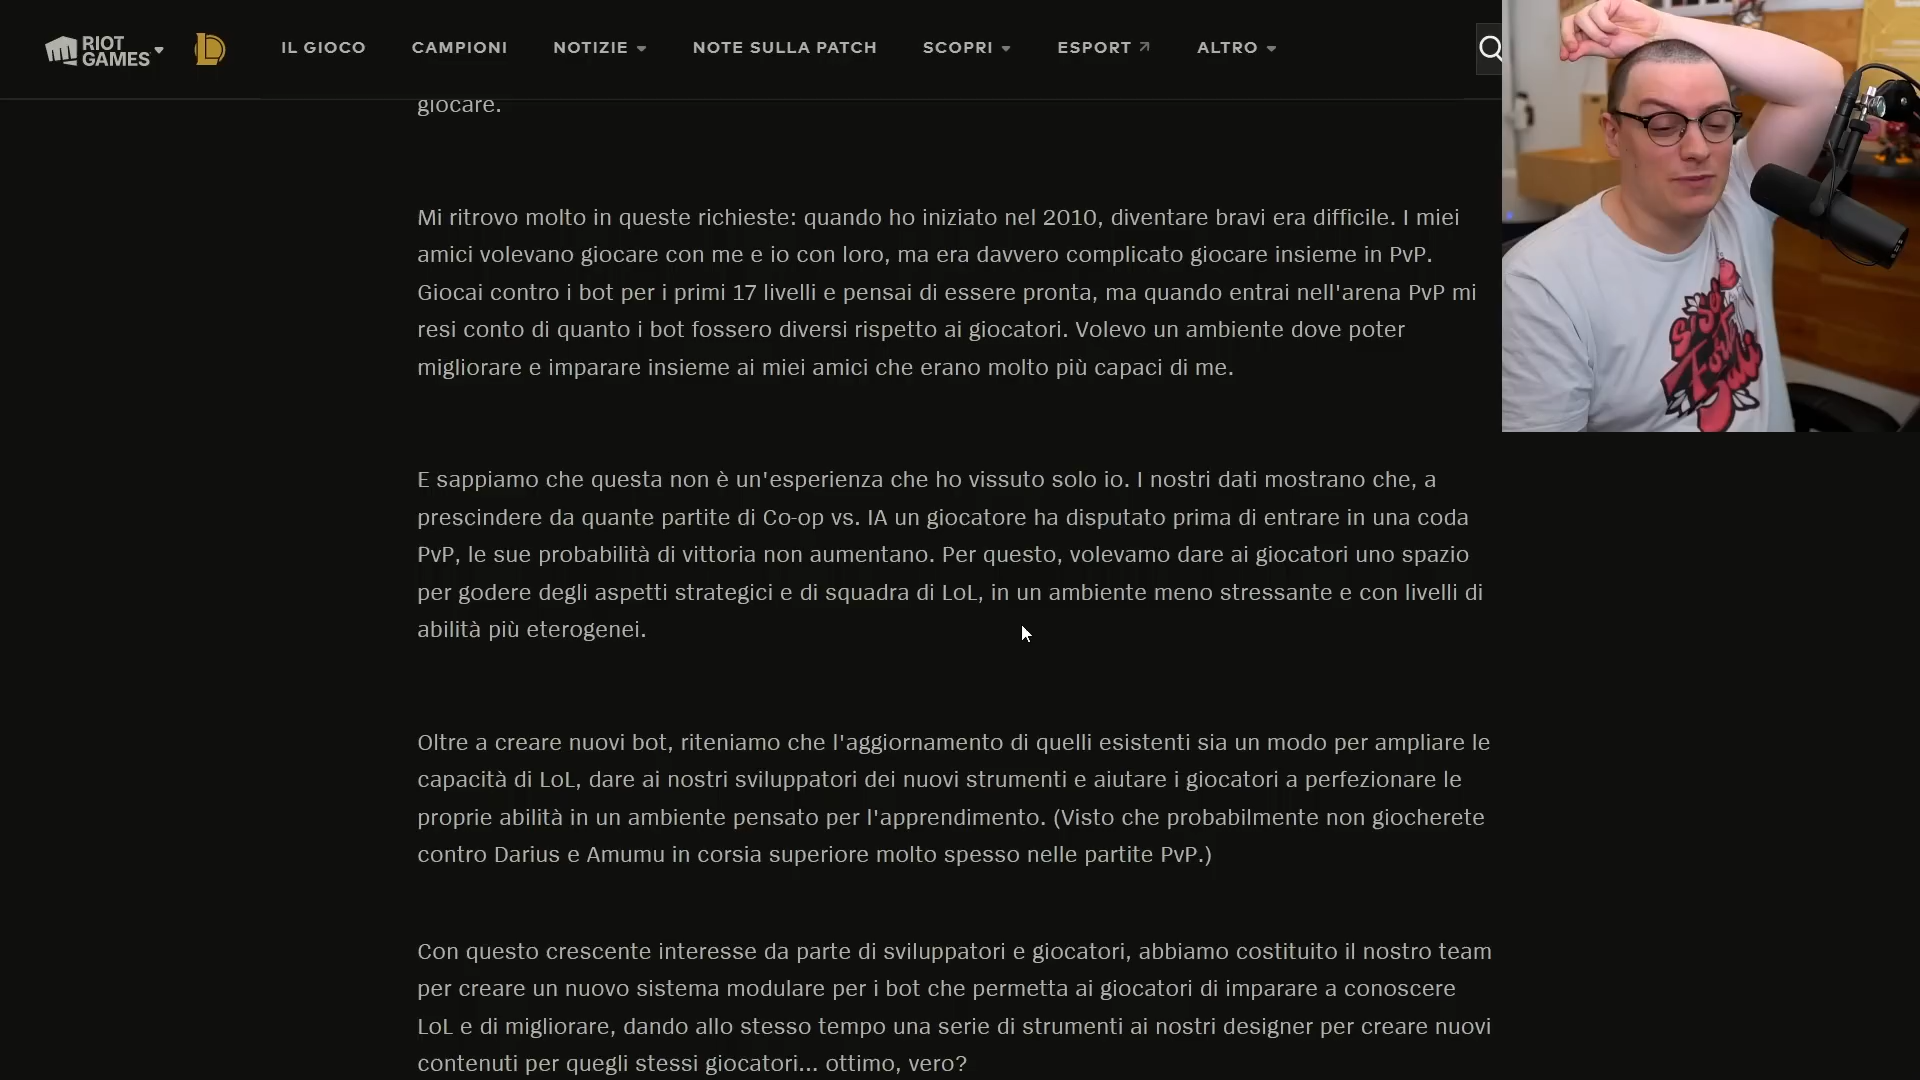 RIOT GAMES
IL GIOCO
CAMPIONI
NOTIZIE
NOTE SULLA PATCH
SCOPRI
ESPORT
ALTRO
giocare.
Mi ritrovo molto in queste richieste: quando ho iniziato nel 2010, diventare bravi era difficile. I miei
amici volevano giocare con me e io con loro, ma era davvero complicato giocare insieme in PvP.
Giocai contro i bot per i primi 17 livelli e pensai di essere pronta, ma quando entrai nell'arena PvP mi
resi conto di quanto i bot fossero diversi rispetto ai giocatori. Volevo un ambiente dove poter
migliorare e imparare insieme ai miei amici che erano molto più capaci di me.
E sappiamo che questa non è un'esperienza che ho vissuto solo io. I nostri dati mostrano che, a
prescindere da quante partite di Co-op vs. IA un giocatore ha disputato prima di entrare in una coda
PvP, le sue probabilità di vittoria non aumentano. Per questo, volevamo dare ai giocatori uno spazio
per godere degli aspetti strategici e di squadra di LoL, in un ambiente meno stressante e con livelli di
abilità più eterogenei.
Oltre a creare nuovi bot, riteniamo che l'aggiornamento di quelli esistenti sia un modo per ampliare le
capacità di LoL, dare ai nostri sviluppatori dei nuovi strumenti e aiutare i giocatori a perfezionare le
proprie abilità in un ambiente pensato per l'apprendimento. (Visto che probabilmente non giocherete
contro Darius e Amumu in corsia superiore molto spesso nelle partite PvP.)
Con questo crescente interesse da parte di sviluppatori e giocatori, abbiamo costituito il nostro team
per creare un nuovo sistema modulare per i bot che permetta ai giocatori di imparare a conoscere
LoL e di migliorare, dando allo stesso tempo una serie di strumenti ai nostri designer per creare nuovi
contenuti per quegli stessi giocatori... ottimo, vero?